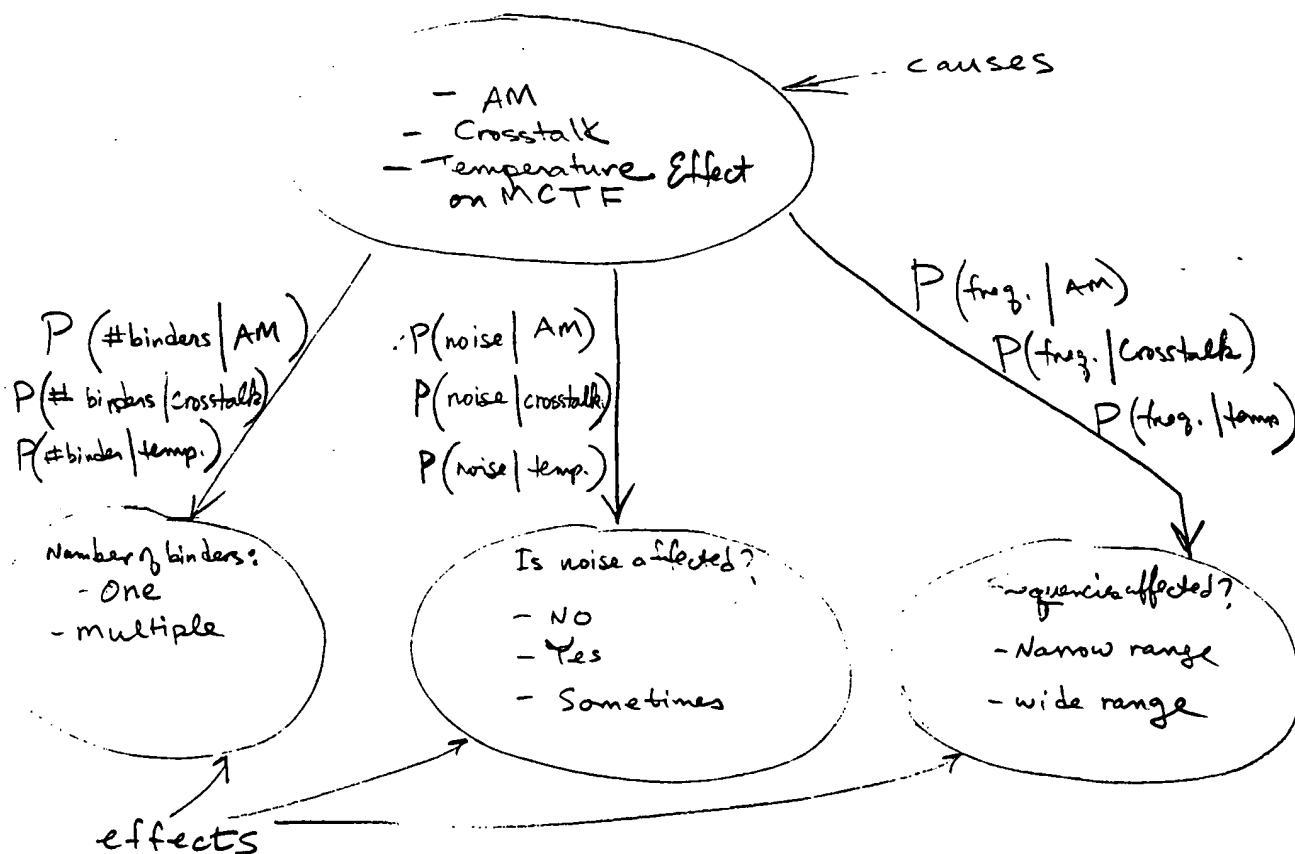 causes
- AM
- Crosstalk
- Temperature Effect
on MCTF
P(#binders | AM)
P(# binders | crosstalk)
P(#binder | temp.)
P(noise | AM)
P(noise | crosstalk)
P(noise | temp.)
P(freq. | AM)
P(freq. | Crosstalk)
P(freq. | temp)
Number of binders:
- One
- multiple
Is noise affected?
- NO
- Yes
- Sometimes
affected?
- Narrow range
- wide range
effects